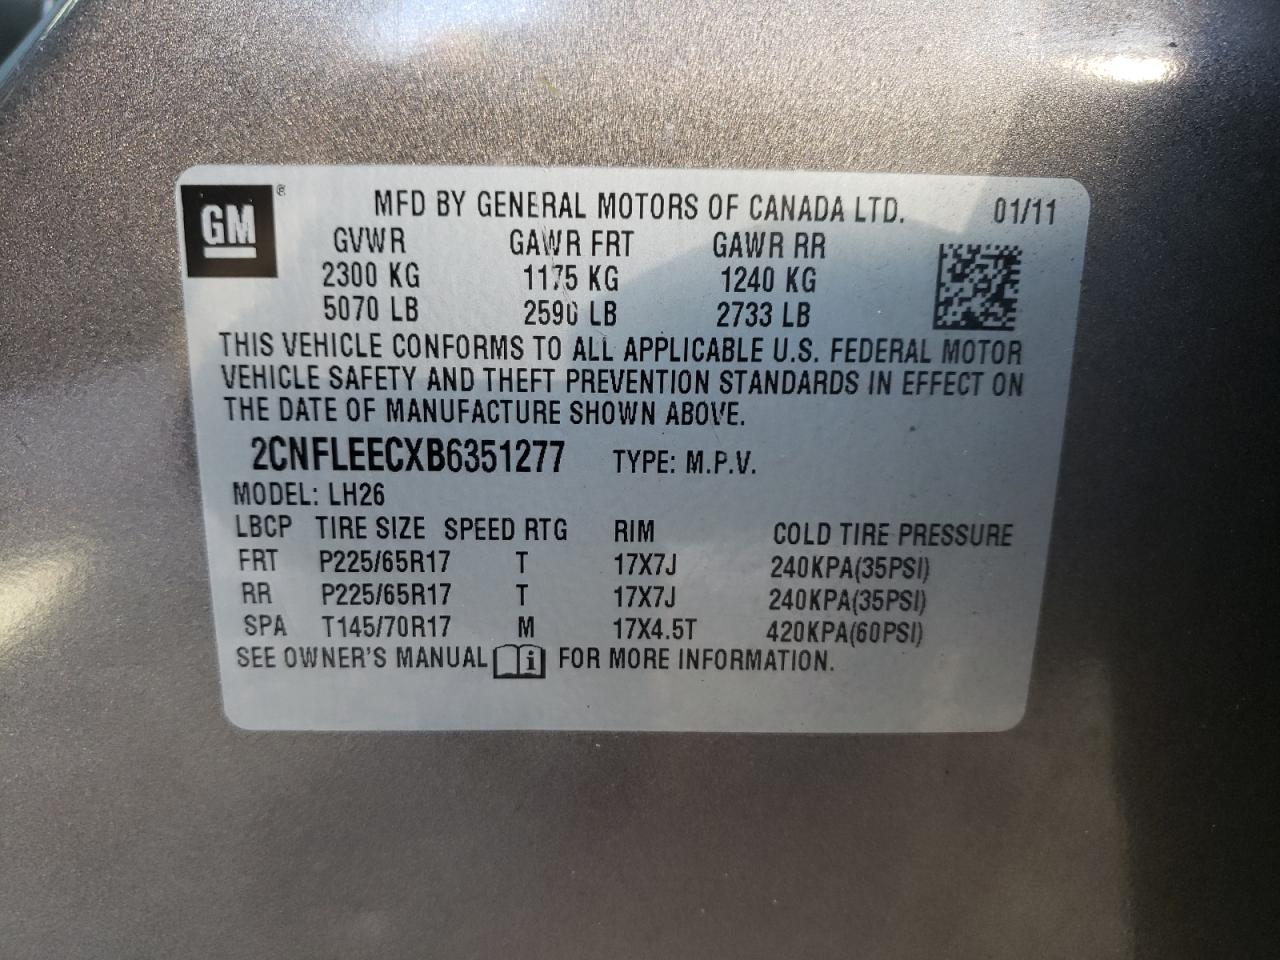 GM ® MFD BY GENERAL MOTORS OF CANADA LTD. 01/11
GVWR GAWR FRT GAWR RR
2300 KG 1175 KG 1240 KG
5070 LB 2590 LB 2733 LB
THIS VEHICLE CONFORMS TO ALL APPLICABLE U.S. FEDERAL MOTOR
VEHICLE SAFETY AND THEFT PREVENTION STANDARDS IN EFFECT ON
THE DATE OF MANUFACTURE SHOWN ABOVE.
2CNFLEECXB6351277 TYPE: M.P.V.
MODEL: LH26
LBCP TIRE SIZE SPEED RTG RIM COLD TIRE PRESSURE
FRT P225/65R17 T 17X7J 240KPA(35PSI)
RR P225/65R17 T 17X7J 240KPA(35PSI)
SPA T145/70R17 M 17X4.5T 420KPA(60PSI)
SEE OWNER'S MANUAL i FOR MORE INFORMATION.